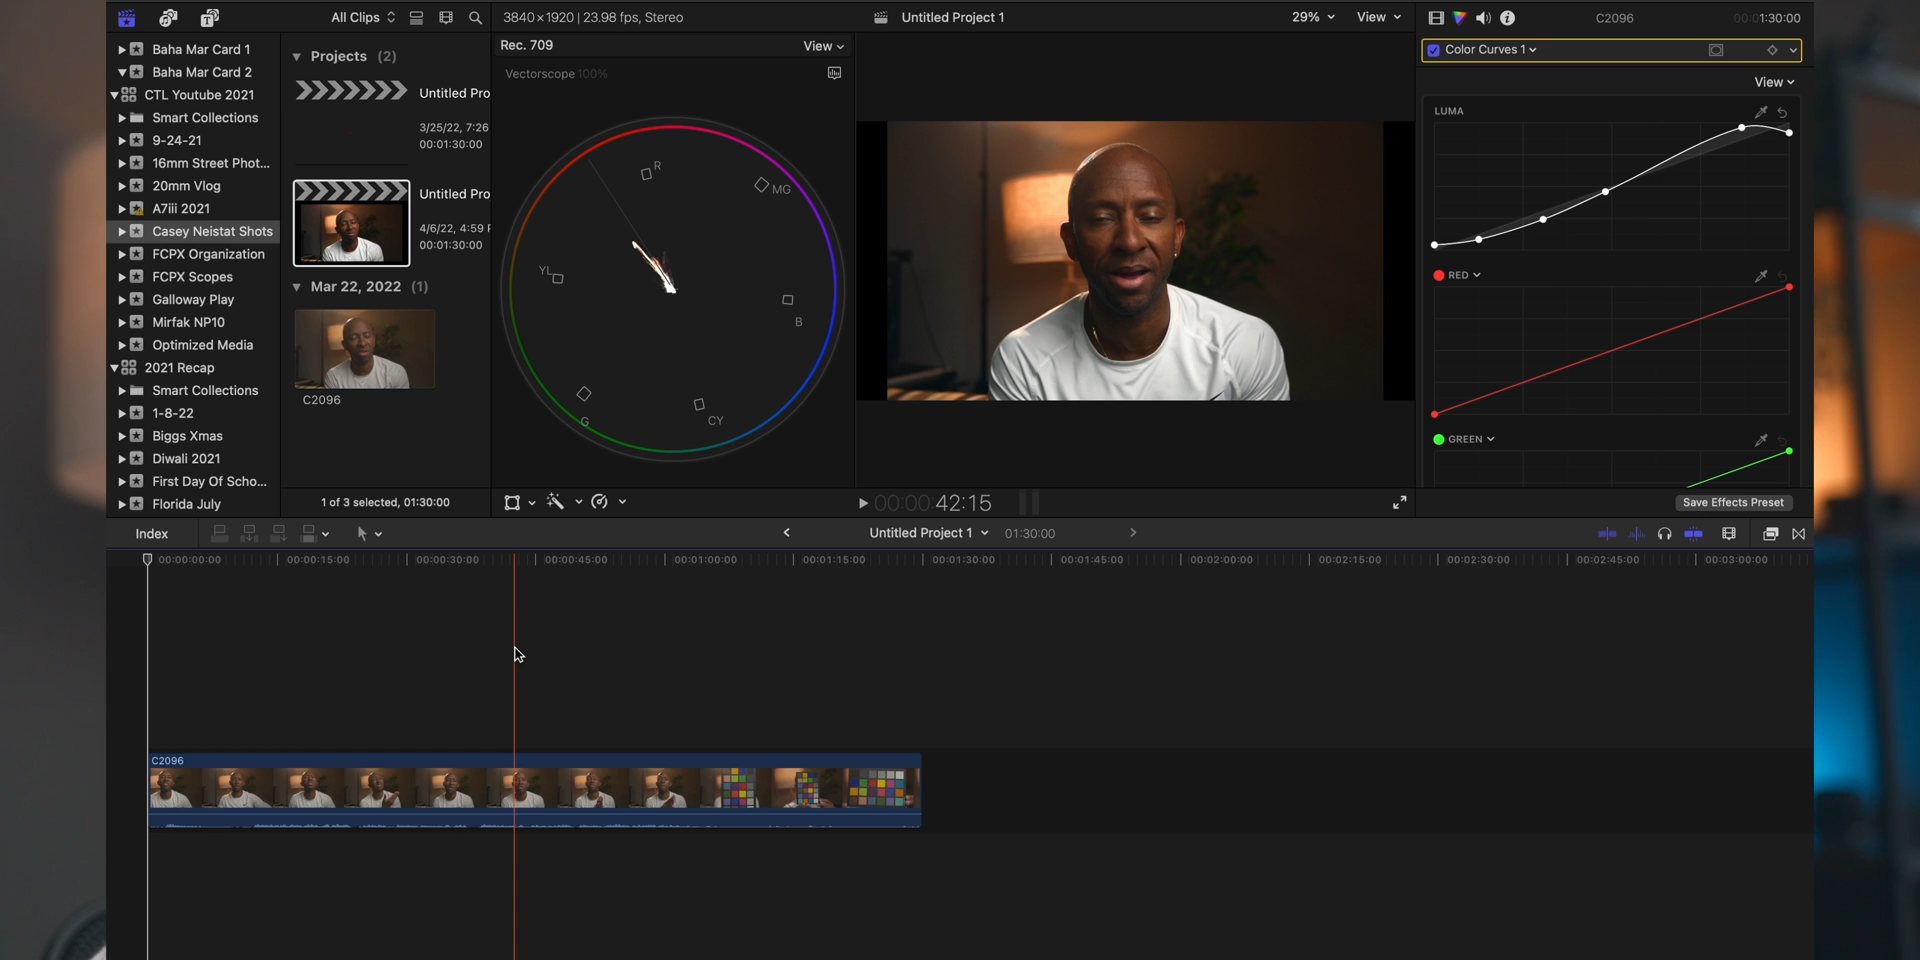 All Clips
3840 × 1920 | 23.98 fps, Stereo
Untitled Project 1
29%
View
C2096
00:01:30:00
Baha Mar Card 1
Baha Mar Card 2
CTL Youtube 2021
Smart Collections
9-24-21
16mm Street Phot...
20mm Vlog
A7iii 2021
Casey Neistat Shots
FCPX Organization
FCPX Scopes
Galloway Play
Mirfak NP10
Optimized Media
2021 Recap
Smart Collections
1-8-22
Biggs Xmas
Diwali 2021
First Day Of Scho...
Florida July
Projects (2)
Untitled Pro
3/25/22, 7:26
00:01:30:00
Untitled Pro
4/6/22, 4:59
00:01:30:00
Mar 22, 2022 (1)
C2096
1 of 3 selected, 01:30:00
Rec. 709
View
Vectorscope 100%
R
MG
YL
B
G
CY
00:00:42:15
Color Curves 1
View
LUMA
RED
GREEN
Save Effects Preset
Index
Untitled Project 1
01:30:00
00:00:00:00
00:00:15:00
00:00:30:00
00:00:45:00
00:01:00:00
00:01:15:00
00:01:30:00
00:01:45:00
00:02:00:00
00:02:15:00
00:02:30:00
00:02:45:00
00:03:00:00
C2096